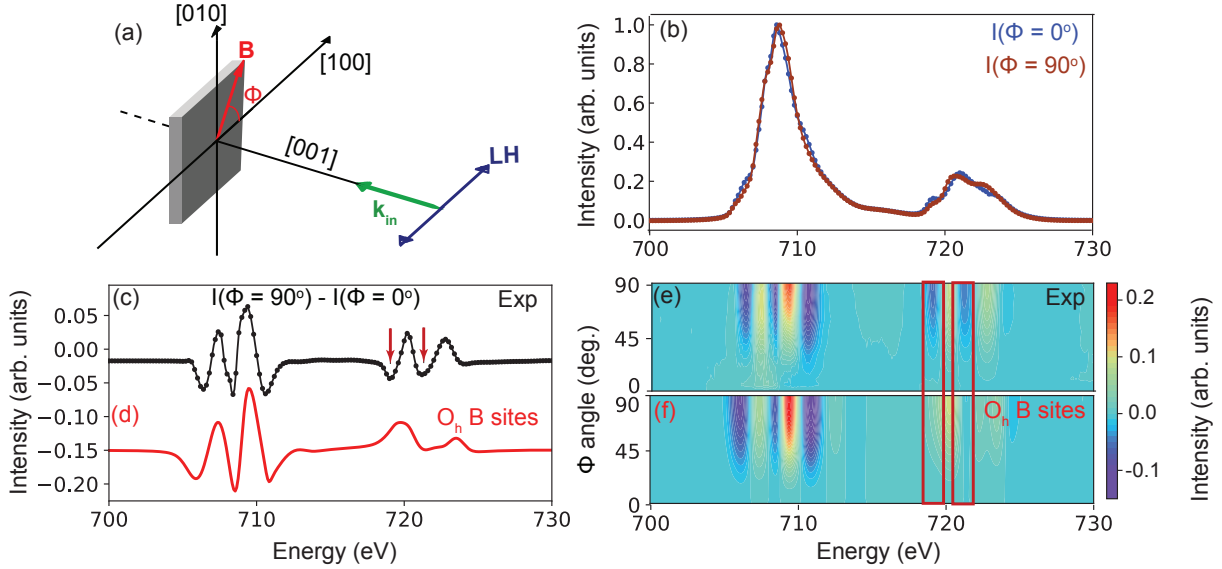 (a)
[010]
B
Φ
[100]
[001]
LH
k_in
(b)
I(Φ = 0°)
I(Φ = 90°)
Intensity (arb. units)
1.0
0.8
0.6
0.4
0.2
0.0
700 710 720 730
(c)
I(Φ = 90°) - I(Φ = 0°)
Exp
(d)
O_h B sites
Intensity (arb. units)
0.05
0.00
−0.05
−0.10
−0.15
−0.20
700 710 720 730
Energy (eV)
(e)
Exp
(f)
O_h B sites
Φ angle (deg.)
90
45
0
90
45
0
700 710 720 730
Energy (eV)
0.2
0.1
0.0
-0.1
Intensity (arb. units)